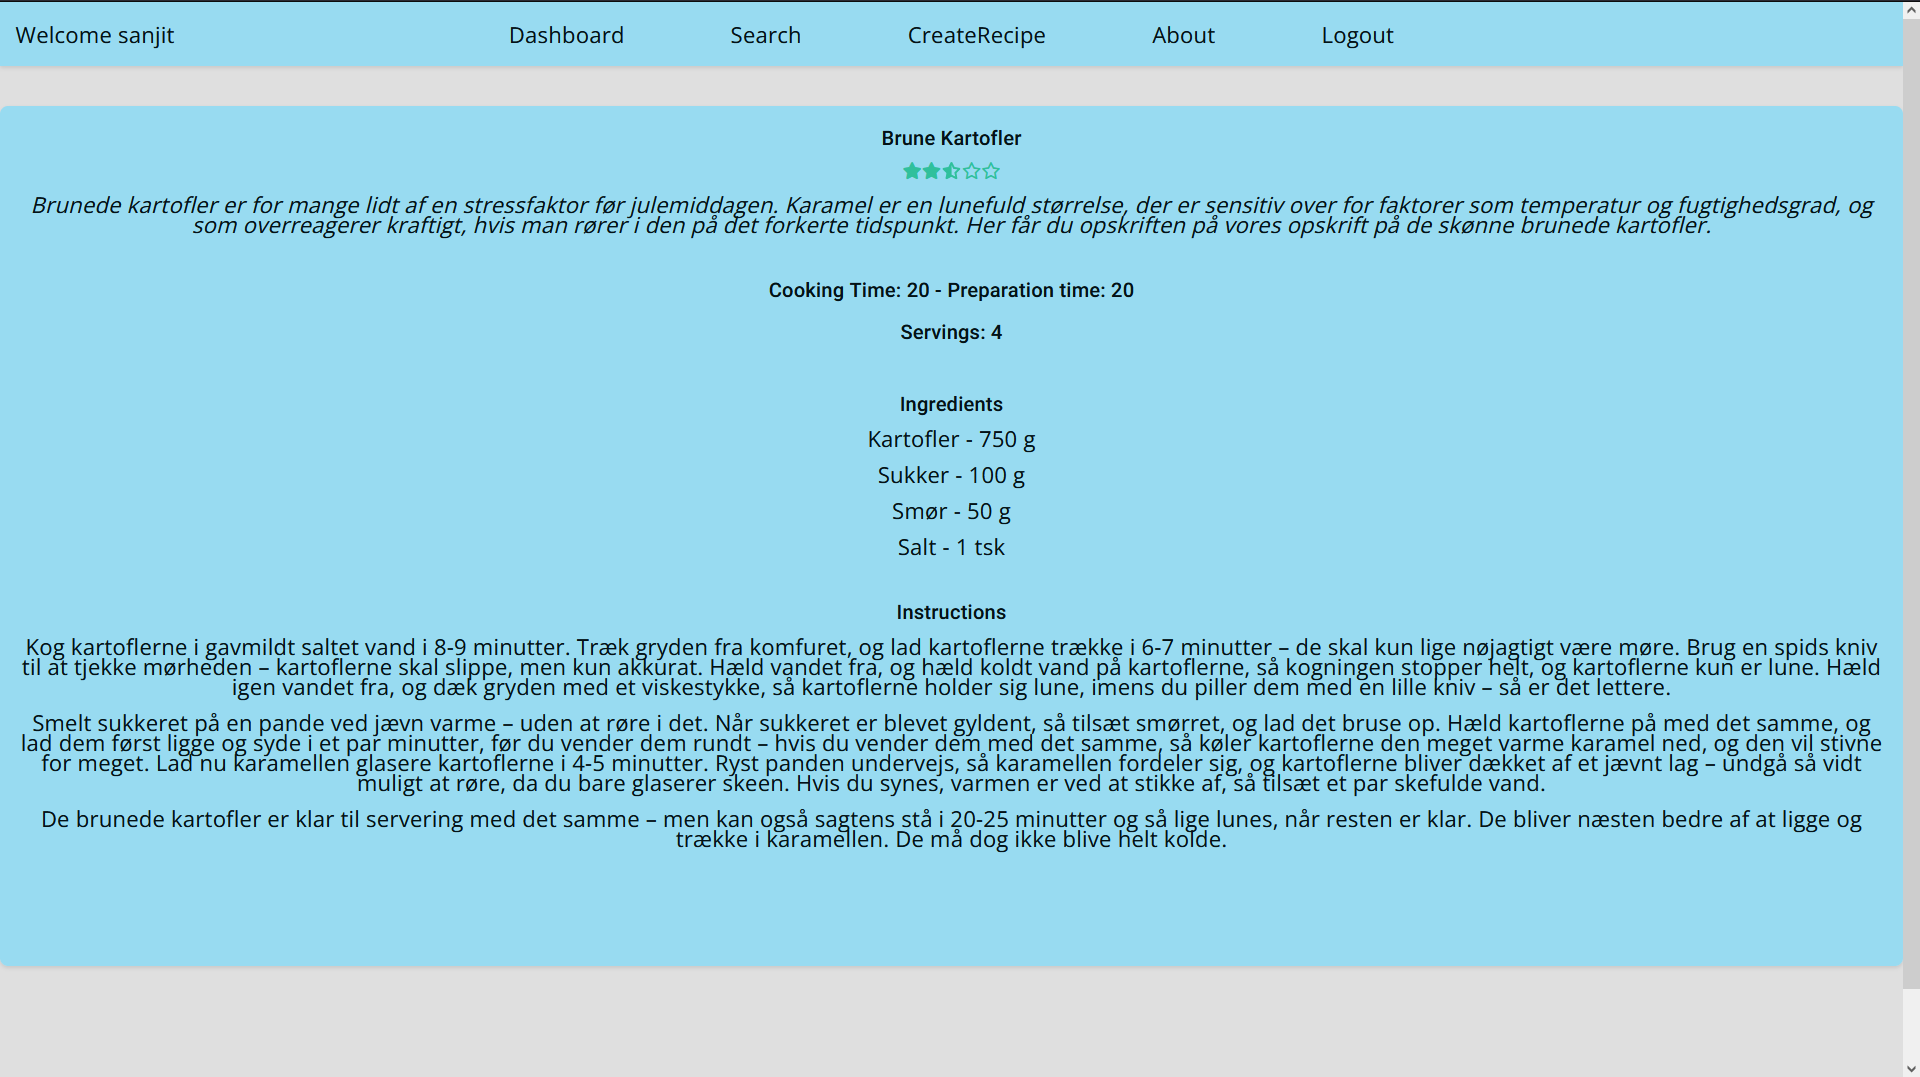 Welcome sanjit Dashboard Search CreateRecipe About Logout
Brune Kartofler
Brunede kartofler er for mange lidt af en stressfaktor før julemiddagen. Karamel er en lunefuld størrelse, der er sensitiv over for faktorer som temperatur og fugtighedsgrad, og
som overreagerer kraftigt, hvis man rører i den på det forkerte tidspunkt. Her får du opskriften på vores opskrift på de skønne brunede kartofler.
Cooking Time: 20 - Preparation time: 20
Servings: 4
Ingredients
Kartofler - 750 g
Sukker - 100 g
Smør - 50 g
Salt - 1 tsk
Instructions
Kog kartoflerne i gavmildt saltet vand i 8-9 minutter. Træk gryden fra komfuret, og lad kartoflerne trække i 6-7 minutter – de skal kun lige nøjagtigt være møre. Brug en spids kniv
til at tjekke mørheden – kartoflerne skal slippe, men kun akkurat. Hæld vandet fra, og hæld koldt vand på kartoflerne, så kogningen stopper helt, og kartoflerne kun er lune. Hæld
igen vandet fra, og dæk gryden med et viskestykke, så kartoflerne holder sig lune, imens du piller dem med en lille kniv – så er det lettere.
Smelt sukkeret på en pande ved jævn varme – uden at røre i det. Når sukkeret er blevet gyldent, så tilsæt smørret, og lad det bruse op. Hæld kartoflerne på med det samme, og
lad dem først ligge og syde i et par minutter, før du vender dem rundt – hvis du vender dem med det samme, så køler kartoflerne den meget varme karamel ned, og den vil stivne
for meget. Lad nu karamellen glasere kartoflerne i 4-5 minutter. Ryst panden undervejs, så karamellen fordeler sig, og kartoflerne bliver dækket af et jævnt lag – undgå så vidt
muligt at røre, da du bare glaserer skeen. Hvis du synes, varmen er ved at stikke af, så tilsæt et par skefulde vand.
De brunede kartofler er klar til servering med det samme – men kan også sagtens stå i 20-25 minutter og så lige lunes, når resten er klar. De bliver næsten bedre af at ligge og
trække i karamellen. De må dog ikke blive helt kolde.